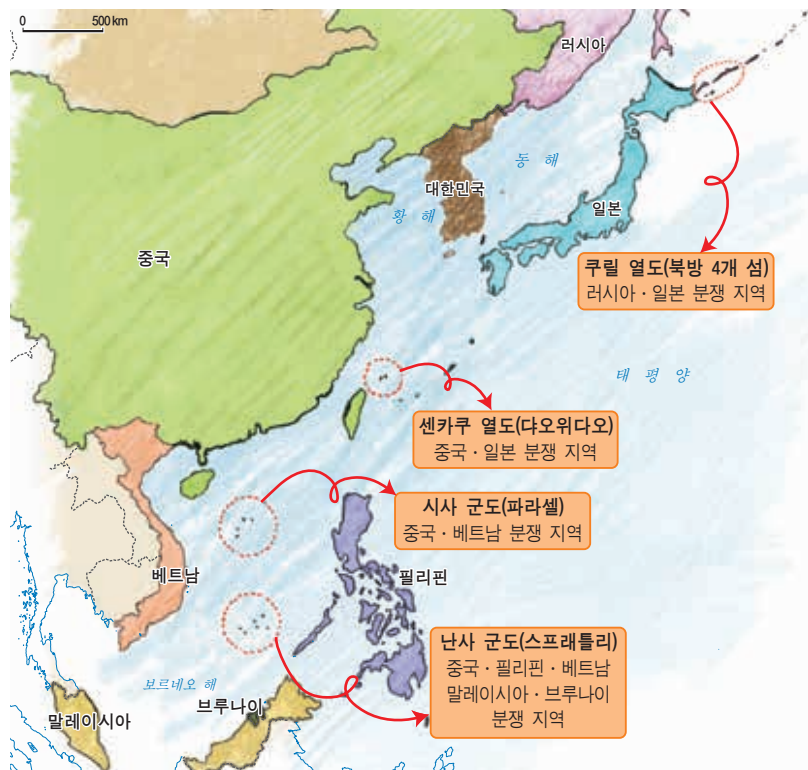 0 500 km
러시아
동 해
대한민국
황 해
일본
중국
쿠릴 열도(북방 4개 섬)
러시아 · 일본 분쟁 지역
태 평 양
센카쿠 열도(댜오위다오)
중국 · 일본 분쟁 지역
시사 군도(파라셀)
중국 · 베트남 분쟁 지역
베트남
필리핀
난사 군도(스프래틀리)
중국 · 필리핀 · 베트남
말레이시아 · 브루나이
분쟁 지역
보르네오 해
브루나이
말레이시아